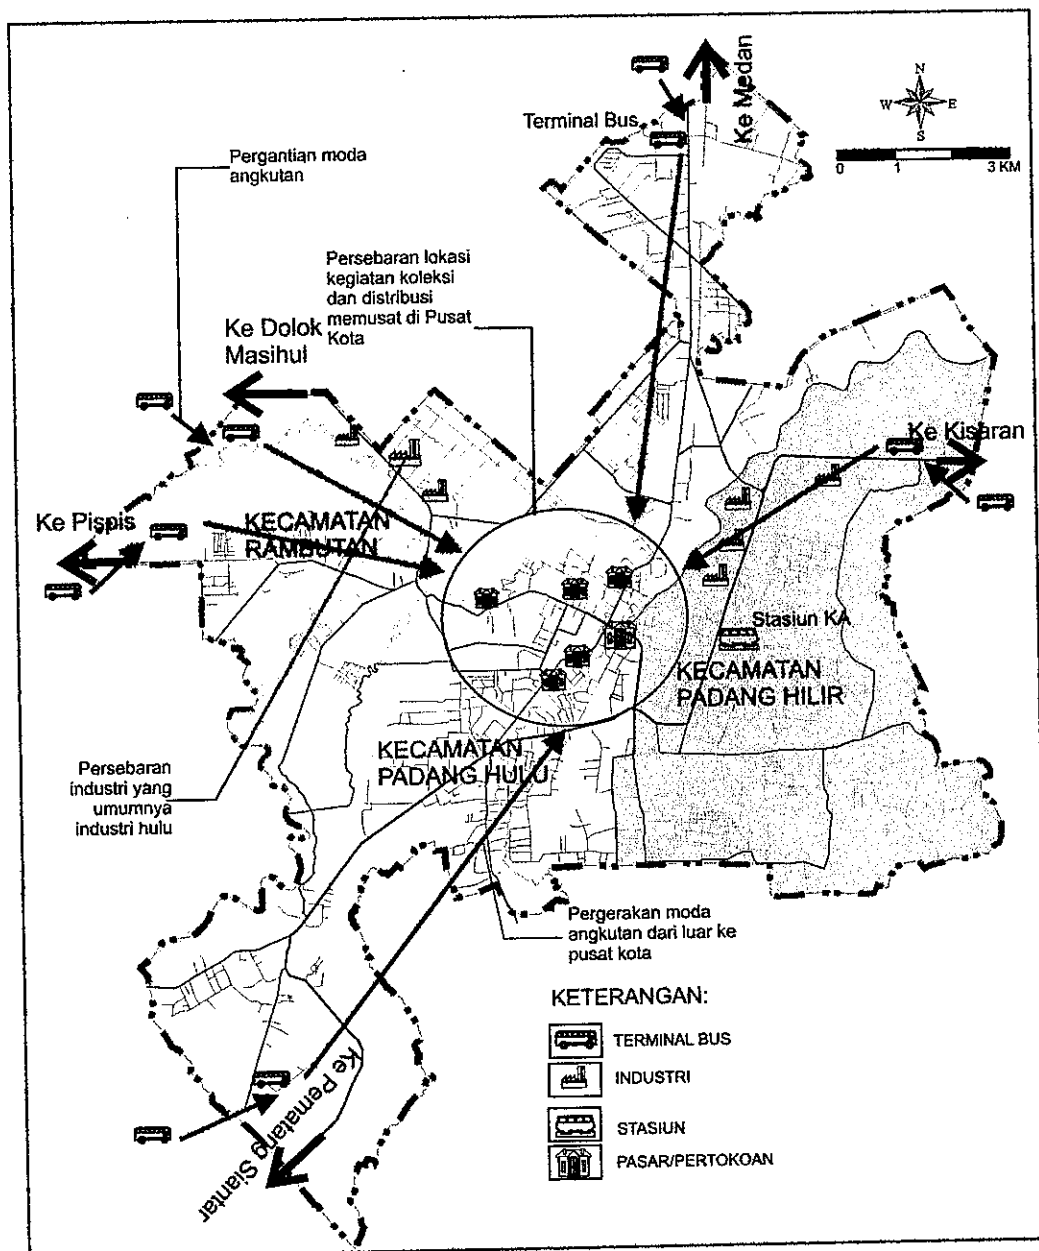 Ke Medan
Terminal Bus
N
W
E
S
0
1
3 KM
Pergantian moda
angkutan
Persebaran lokasi
kegiatan koleksi
dan distribusi
memusat di Pusat
Kota
Ke Dolok
Masihul
Ke Kisaran
Ke Pispis
KECAMATAN
RAMBUTAN
Stasiun KA
KECAMATAN
PADANG HILIR
KECAMATAN
PADANG HULU
Persebaran
industri yang
umumnya
industri hulu
Pergerakan moda
angkutan dari luar ke
pusat kota
Ke Pematang Siantar
KETERANGAN:
TERMINAL BUS
INDUSTRI
STASIUN
PASAR/PERTOKOAN